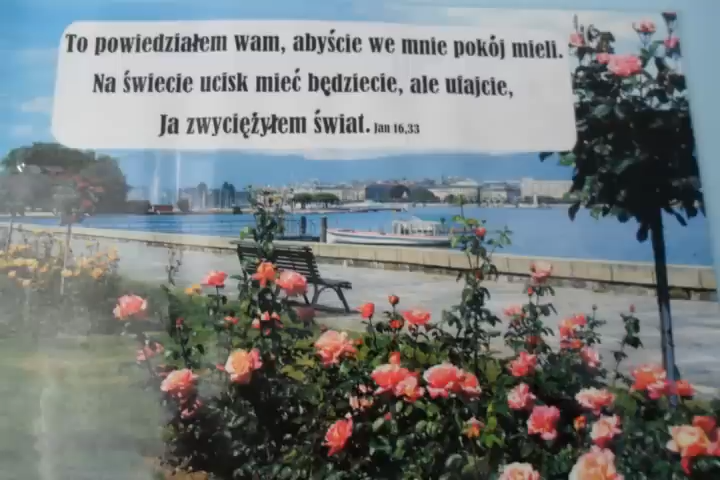 To powiedziałem wam, abyście we mnie pokój mieli.
Na świecie ucisk mieć będziecie, ale ufajcie,
Ja zwyciężyłem świat. Jan 16,33